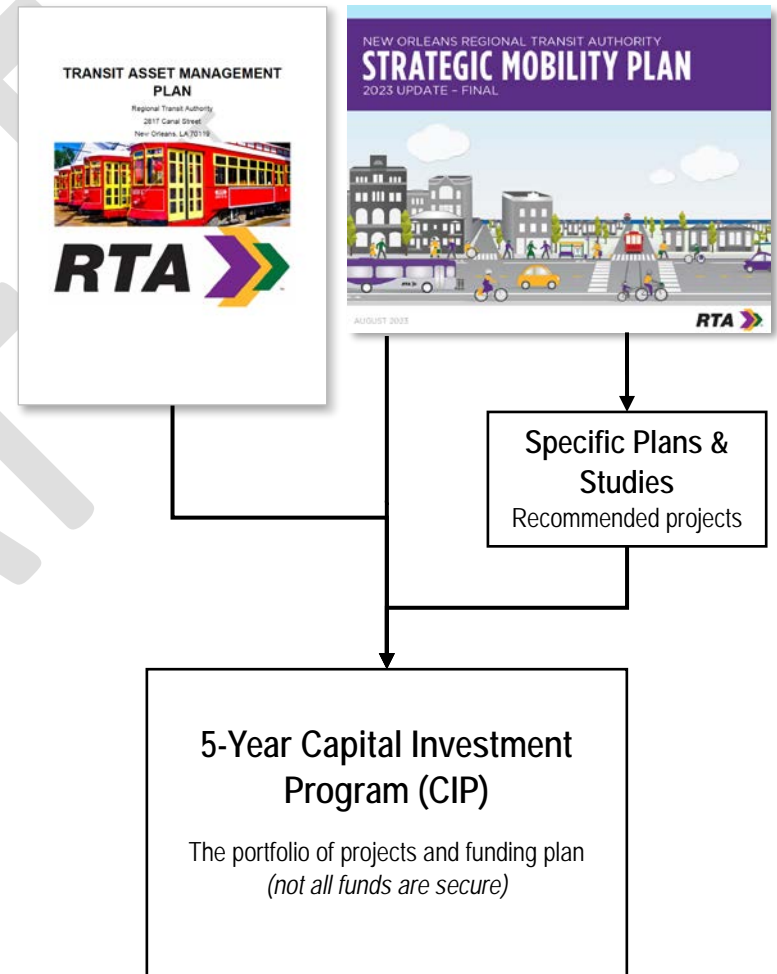 TRANSIT ASSET MANAGEMENT
PLAN
Regional Transit Authority
2817 Canal Street
New Orleans, LA 70119
RTA
NEW ORLEANS REGIONAL TRANSIT AUTHORITY
STRATEGIC MOBILITY PLAN
2023 UPDATE – FINAL
AUGUST 2023
RTA
Specific Plans &
Studies
Recommended projects
5-Year Capital Investment
Program (CIP)
The portfolio of projects and funding plan
(not all funds are secure)